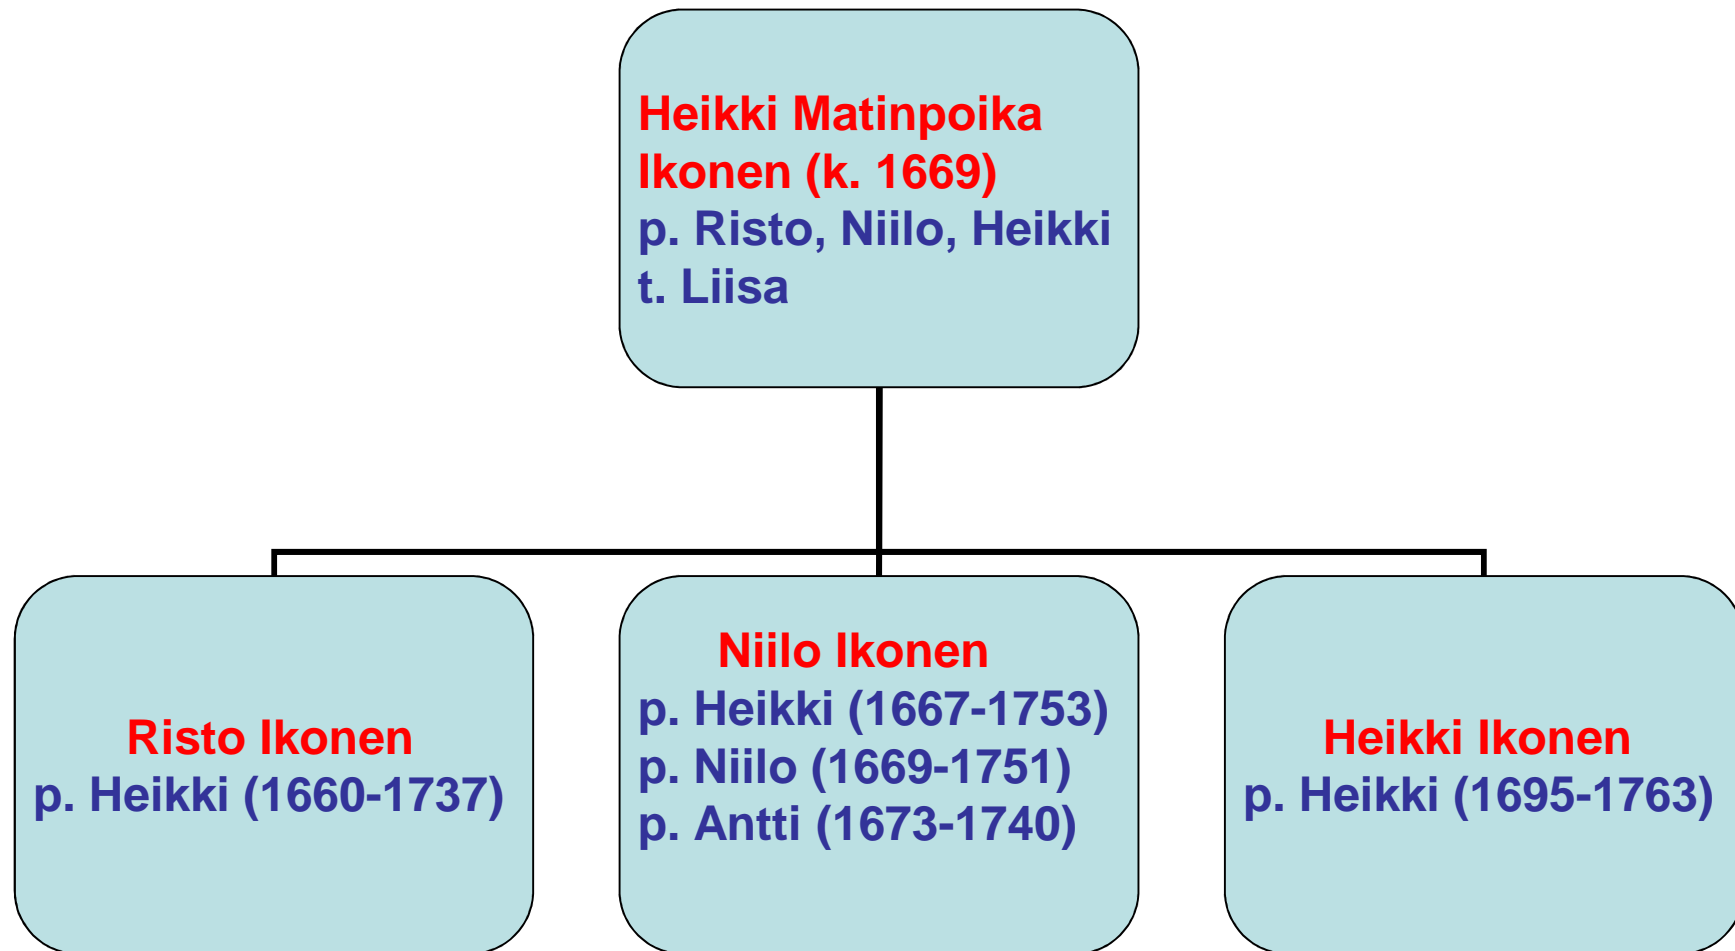 Heikki Matinpoika
Ikonen (k. 1669)
p. Risto, Niilo, Heikki
t. Liisa
Risto Ikonen
p. Heikki (1660-1737)
Niilo Ikonen
p. Heikki (1667-1753)
p. Niilo (1669-1751)
p. Antti (1673-1740)
Heikki Ikonen
p. Heikki (1695-1763)